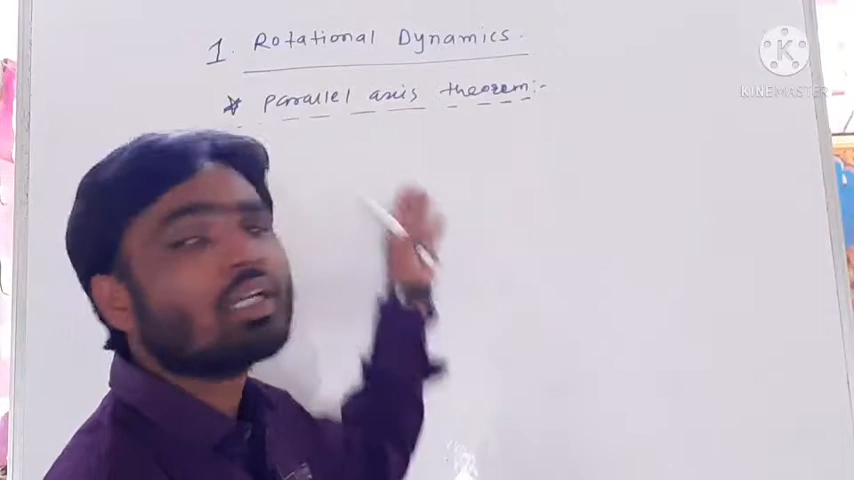 1. Rotational Dynamics.
* Parallel axis theorem:-
K
KINEMASTER